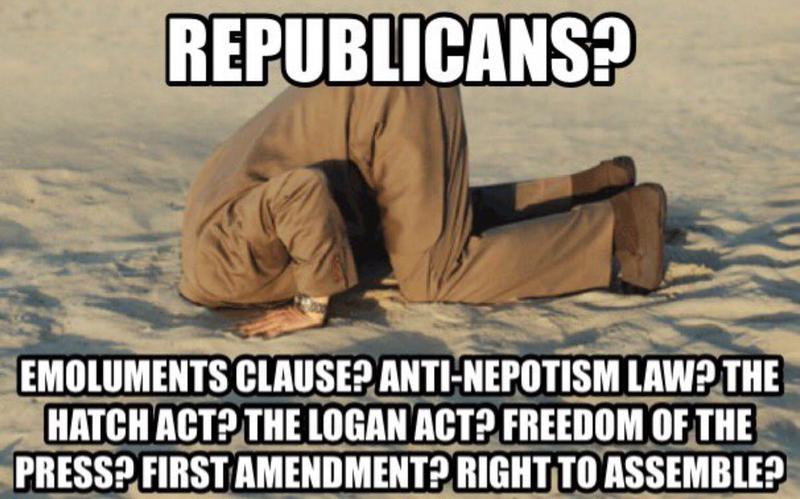 REPUBLICANS?
EMOLUMENTS CLAUSE? ANTI-NEPOTISM LAW? THE
HATCH ACT? THE LOGAN ACT? FREEDOM OF THE
PRESS? FIRST AMENDMENT? RIGHT TO ASSEMBLE?